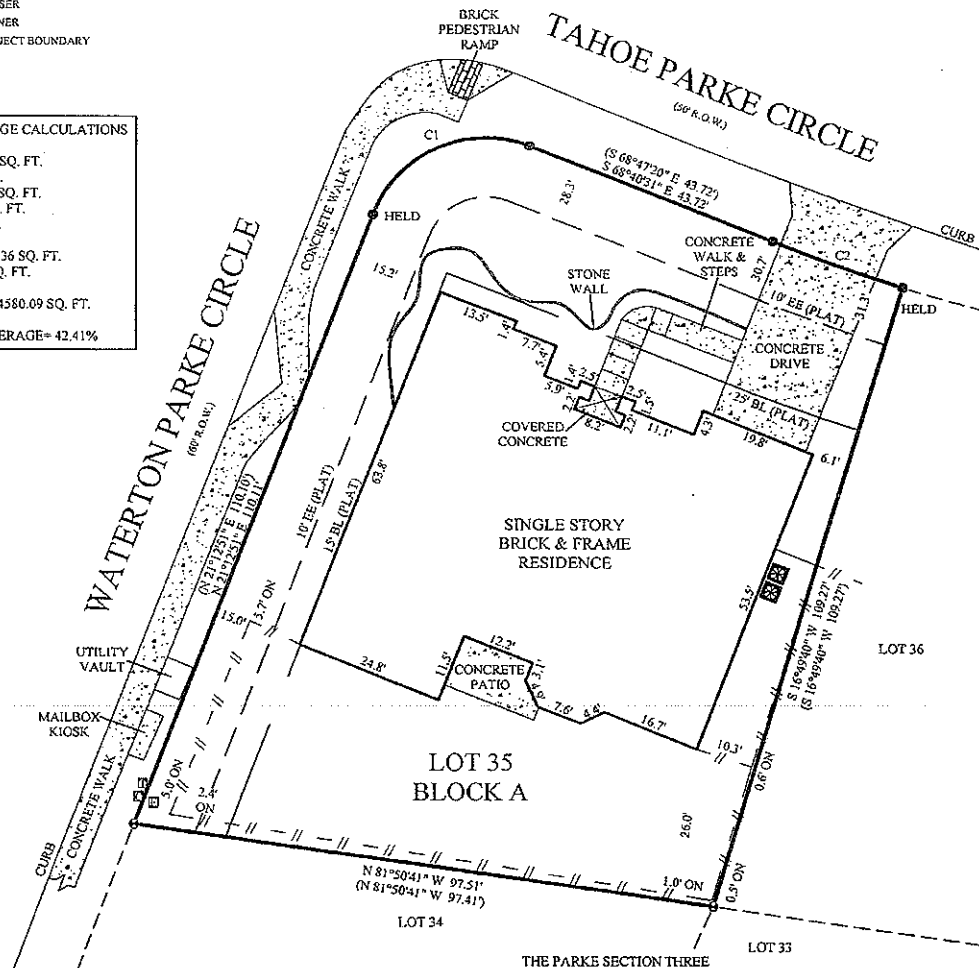 SER
NER
JECT BOUNDARY
GE CALCULATIONS
SQ. FT.
SQ. FT.
FT.
36 SQ. FT.
Q. FT.
4580.09 SQ. FT.
ERAGE= 42.41%
BRICK
PEDESTRIAN
RAMP
TAHOE PARKE CIRCLE
(50' R.O.W.)
C1
(S 68°47'20" E 43.72')
S 68°40'31" E 43.72'
CURB
C2
HELD
HELD
CONCRETE WALK
28.3'
15.2'
STONE
WALL
CONCRETE
WALK &
STEPS
30.7'
10' EE (PLAT)
31.3'
CONCRETE
DRIVE
25' BL (PLAT)
13.5'
1.4'
7.7'
5.4'
5.9'
1.4'
2.5'
2.2'
8.2'
2.2'
2.5'
1.5'
11.1'
4.3'
19.8'
6.1'
COVERED
CONCRETE
WATERTON PARKE CIRCLE
(60' R.O.W.)
(N 21°12'51" E 110.10')
N 21°12'51" E 110.11'
63.8'
10' EE (PLAT)
15' BL (PLAT)
SINGLE STORY
BRICK & FRAME
RESIDENCE
53.5'
S 16°49'40" W 109.27'
(S 16°49'40" W 109.27')
LOT 36
15.0'
5.7' ON
UTILITY
VAULT
MAILBOX
KIOSK
24.8'
11.5'
12.2'
CONCRETE
PATIO
3.1'
7.6'
4.4'
16.7'
10.3'
LOT 35
BLOCK A
0.6' ON
26.0'
T
C
E
5.0' ON
2.4'
ON
CONCRETE WALK
CURB
1.0' ON
0.5' ON
N 81°50'41" W 97.51'
(N 81°50'41" W 97.41')
LOT 34
LOT 33
THE PARKE SECTION THREE